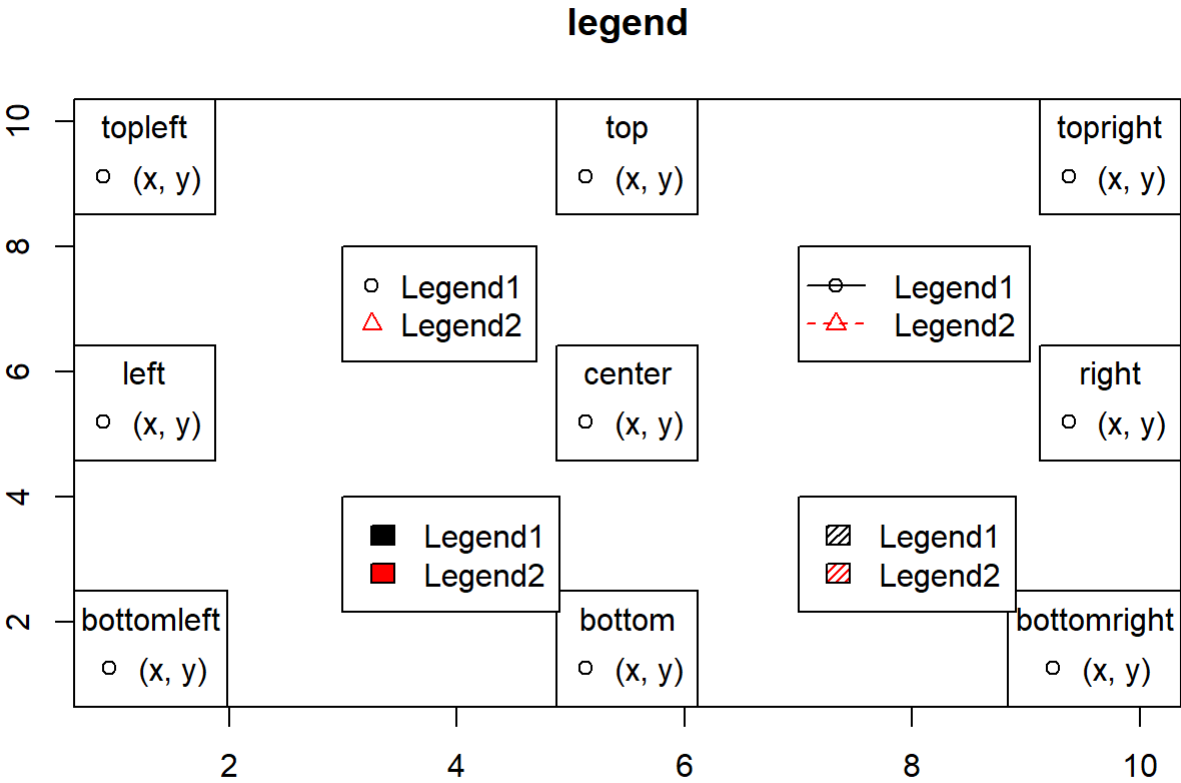 legend
10
8
6
4
2
topleft
(x, y)
top
(x, y)
topright
(x, y)
Legend1
Legend2
Legend1
Legend2
left
(x, y)
center
(x, y)
right
(x, y)
Legend1
Legend2
Legend1
Legend2
bottomleft
(x, y)
bottom
(x, y)
bottomright
(x, y)
2 4 6 8 10